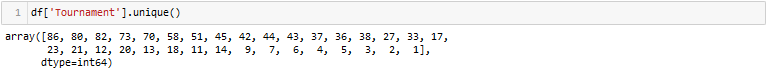 1 df['Tournament'].unique()
array([86, 80, 82, 73, 70, 58, 51, 45, 42, 44, 43, 37, 36, 38, 27, 33, 17,
23, 21, 12, 20, 13, 18, 11, 14, 9, 7, 6, 4, 5, 3, 2, 1],
dtype=int64)